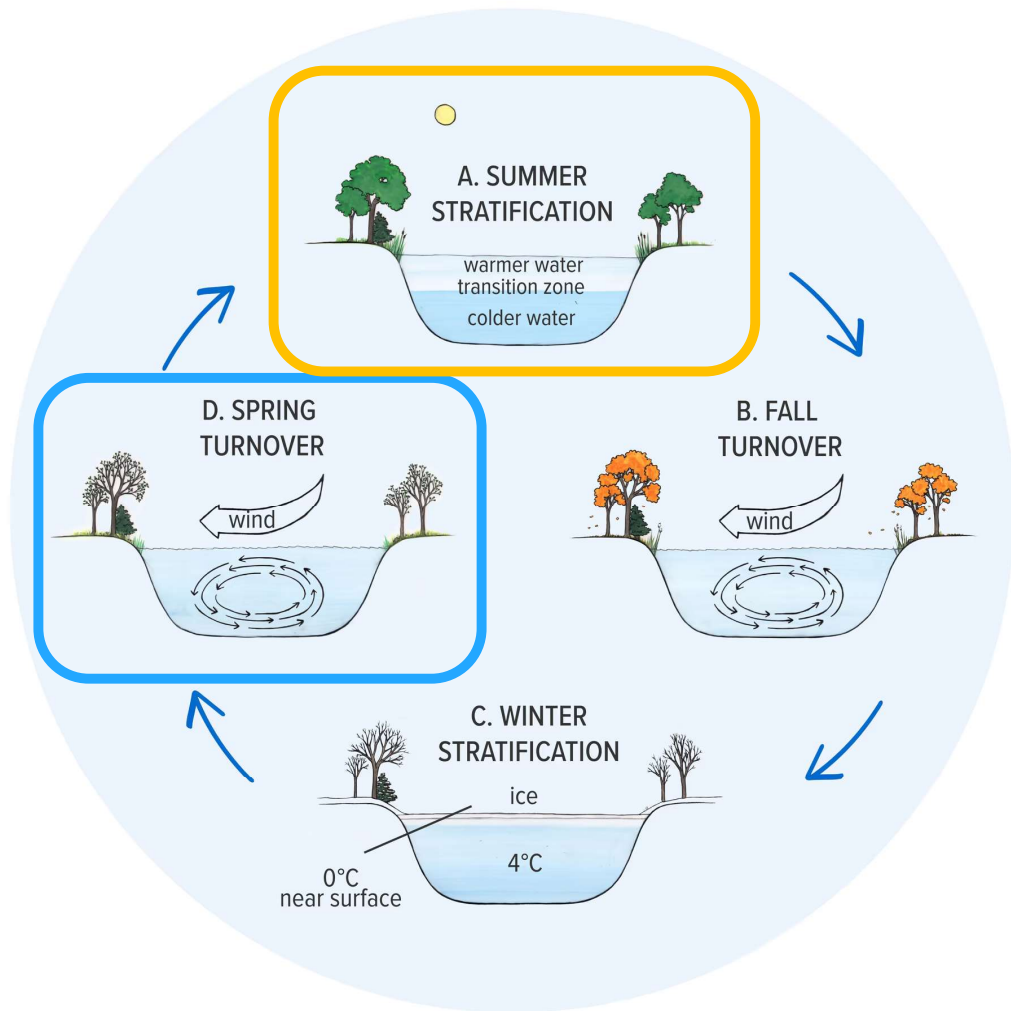 A. SUMMER
STRATIFICATION
warmer water
transition zone
colder water
D. SPRING
TURNOVER
wind
B. FALL
TURNOVER
wind
C. WINTER
STRATIFICATION
ice
4°C
0°C
near surface